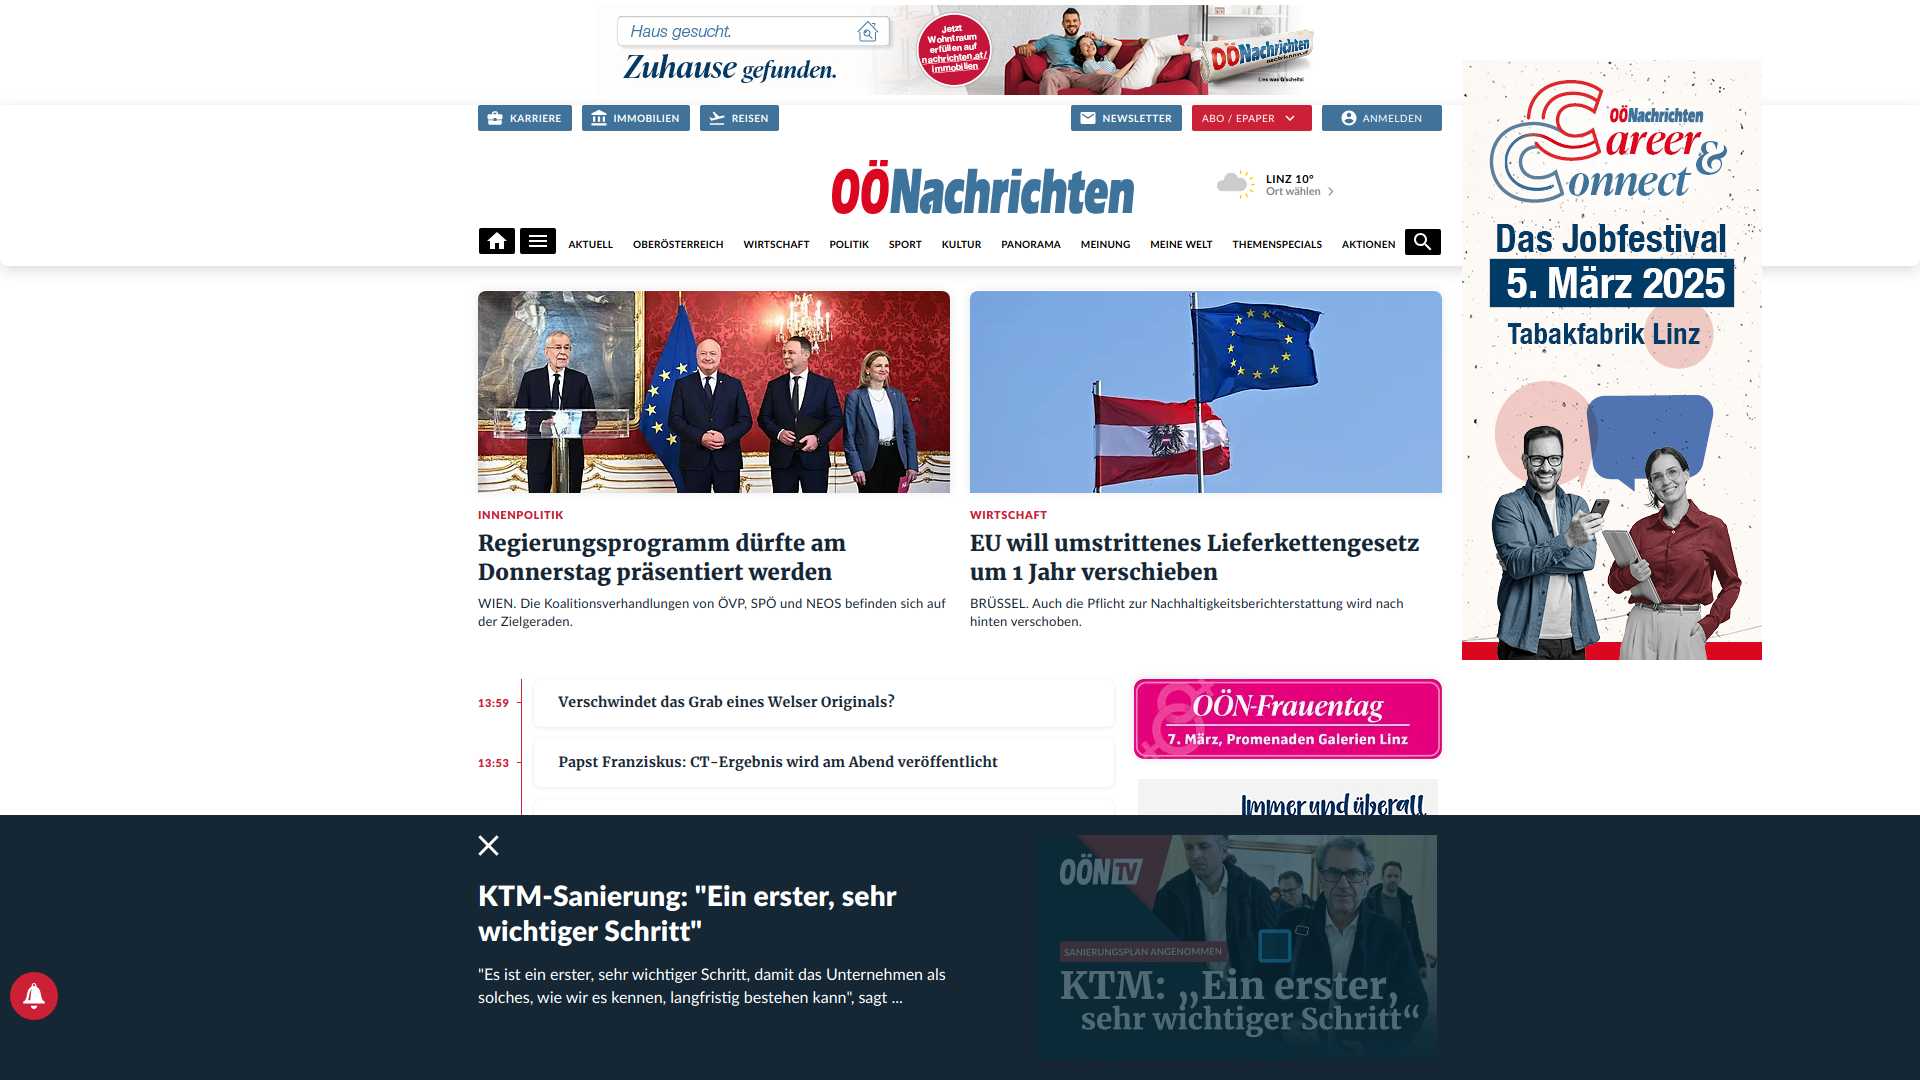 Haus gesucht.
Zuhause gefunden.
Jetzt
Wohntraum
erfüllen auf
nachrichten.at/
immobilien
OÖNachrichten
Lies was G'scheits!
KARRIERE
IMMOBILIEN
REISEN
NEWSLETTER
ABO / EPAPER
ANMELDEN
OÖNachrichten
LINZ 10°
Ort wählen
AKTUELL
OBERÖSTERREICH
WIRTSCHAFT
POLITIK
SPORT
KULTUR
PANORAMA
MEINUNG
MEINE WELT
THEMENSPECIALS
AKTIONEN
OÖNachrichten
Career &
Connect
Das Jobfestival
5. März 2025
Tabakfabrik Linz
INNENPOLITIK
Regierungsprogramm dürfte am
Donnerstag präsentiert werden
WIEN. Die Koalitionsverhandlungen von ÖVP, SPÖ und NEOS befinden sich auf
der Zielgeraden.
WIRTSCHAFT
EU will umstrittenes Lieferkettengesetz
um 1 Jahr verschieben
BRÜSSEL. Auch die Pflicht zur Nachhaltigkeitsberichterstattung wird nach
hinten verschoben.
13:59
Verschwindet das Grab eines Welser Originals?
13:53
Papst Franziskus: CT-Ergebnis wird am Abend veröffentlicht
OÖN-Frauentag
7. März, Promenaden Galerien Linz
Immer und überall
KTM-Sanierung: "Ein erster, sehr
wichtiger Schritt"
"Es ist ein erster, sehr wichtiger Schritt, damit das Unternehmen als
solches, wie wir es kennen, langfristig bestehen kann", sagt ...
OÖN TV
SANIERUNGSPLAN ANGENOMMEN
KTM: „Ein erster,
sehr wichtiger Schritt“